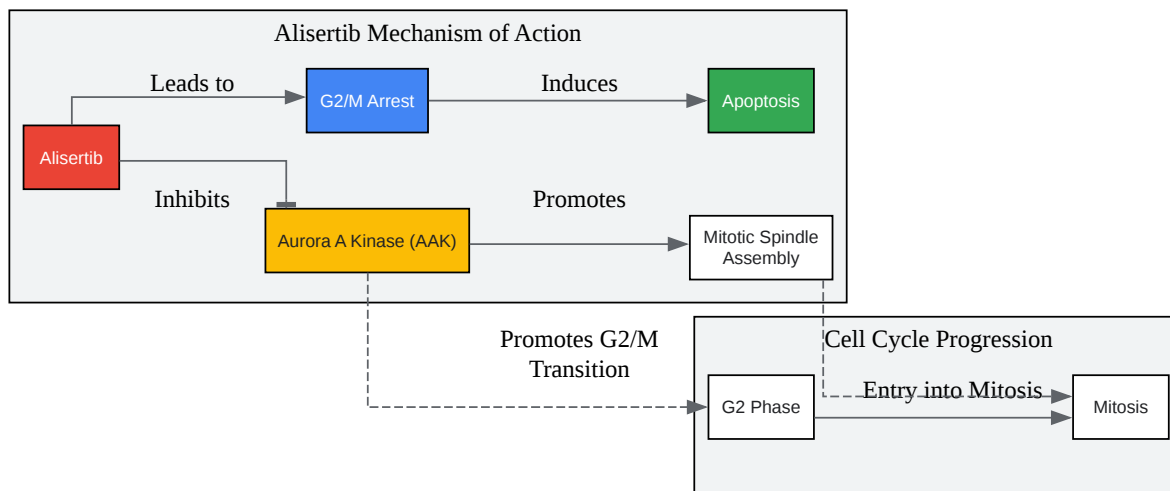 Alisertib Mechanism of Action
Leads to
Induces
G2/M Arrest
Apoptosis
Alisertib
Inhibits
Promotes
Aurora A Kinase (AAK)
Mitotic Spindle
Assembly
Promotes G2/M
Transition
Cell Cycle Progression
Entry into Mitosis
G2 Phase
Mitosis